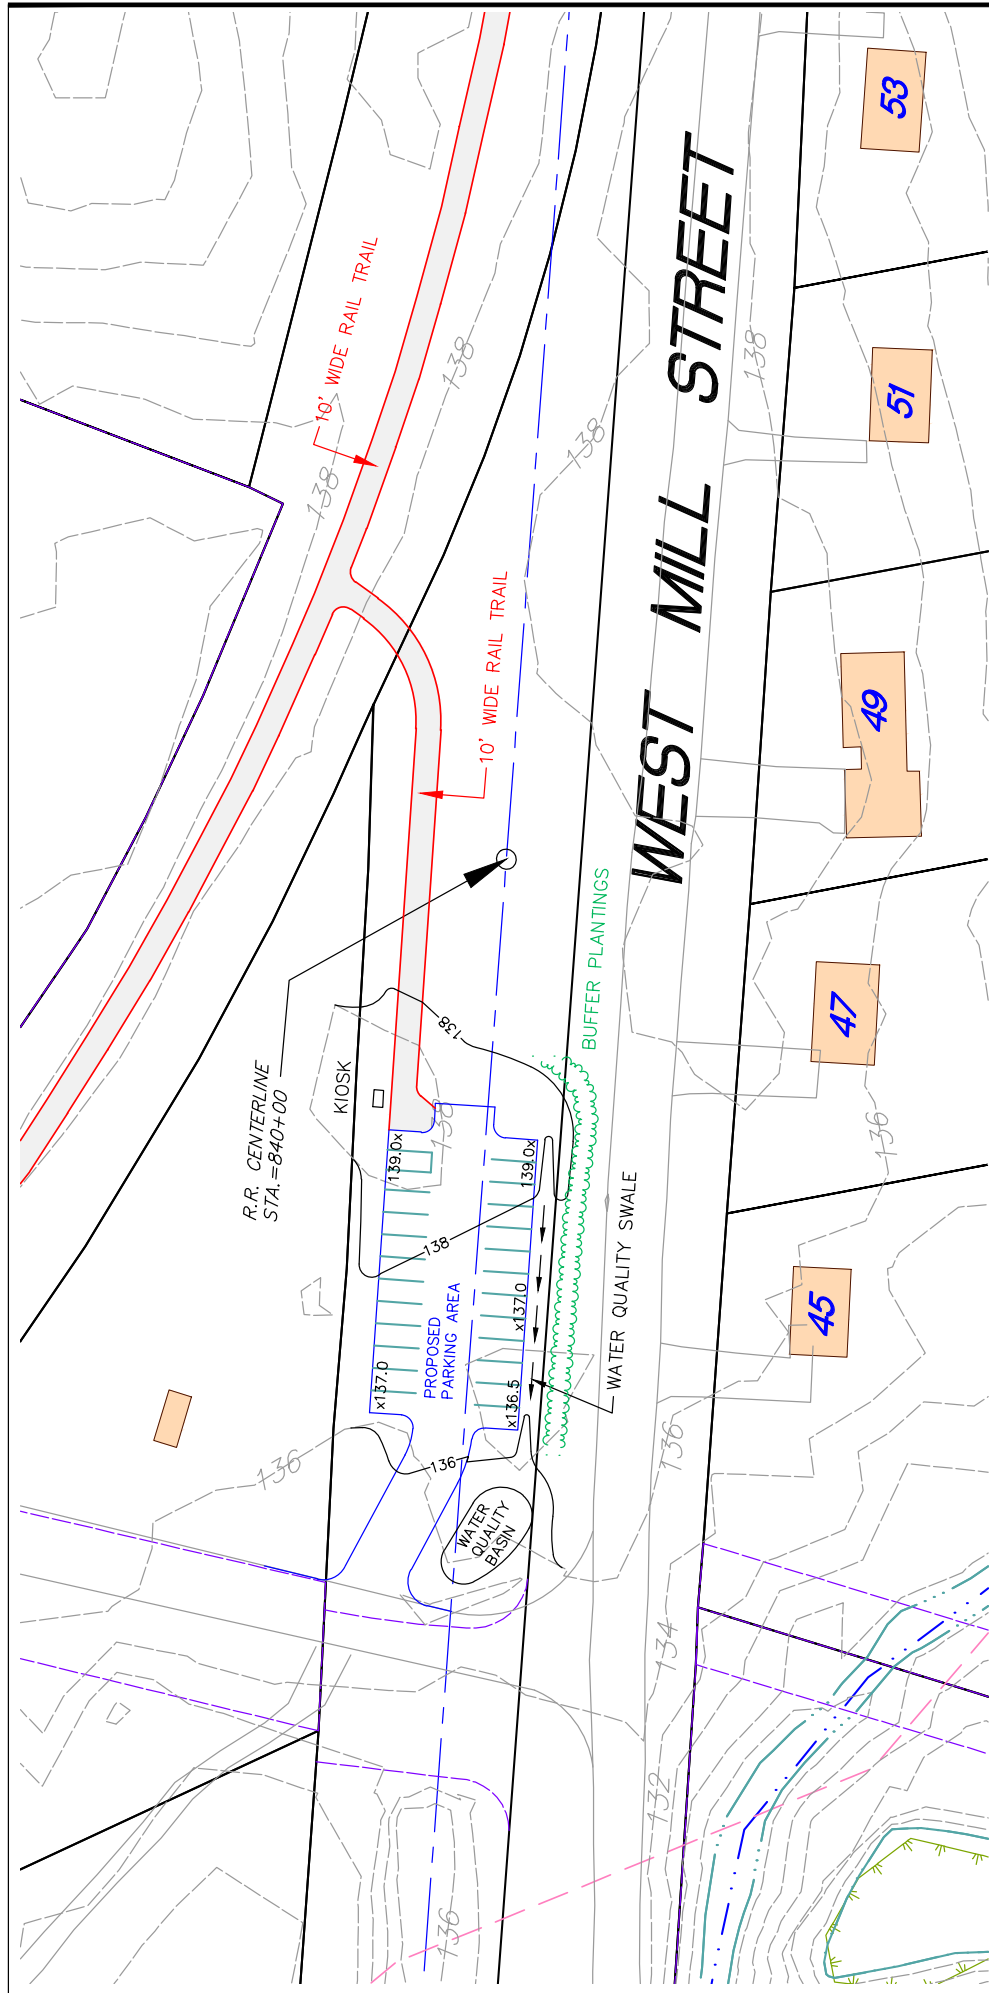 53
10' WIDE RAIL TRAIL
138
138
51
138
138
WEST MILL STREET
10' WIDE RAIL TRAIL
49
BUFFER PLANTINGS
47
138
R.R. CENTERLINE
STA.=840+00
KIOSK
138
136
139.0x
139.0x
138
WATER QUALITY SWALE
x137.0
45
PROPOSED
PARKING AREA
x137.0
x136.5
136
136
136
WATER
QUALITY
BASIN
134
132
136